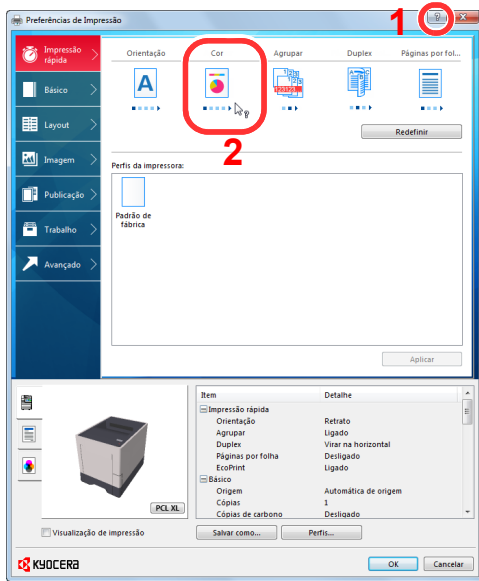 Preferências de Impressão
1
?
Impressão
rápida
Básico
Layout
Imagem
Publicação
Trabalho
Avançado
Orientação
Cor
Agrupar
Duplex
Páginas por fol...
A
123
123123
A
?
2
Redefinir
Perfis da impressora:
Padrão de
fábrica
Aplicar
Item Detalhe
Impressão rápida
Orientação Retrato
Agrupar Ligado
Duplex Virar na horizontal
Páginas por folha Desligado
EcoPrint Ligado
Básico
Origem Automática de origem
Cópias 1
Cópias de carbono Desligado
PCL XL
Visualização de impressão
Salvar como...
Perfis...
KYOCERA
OK
Cancelar